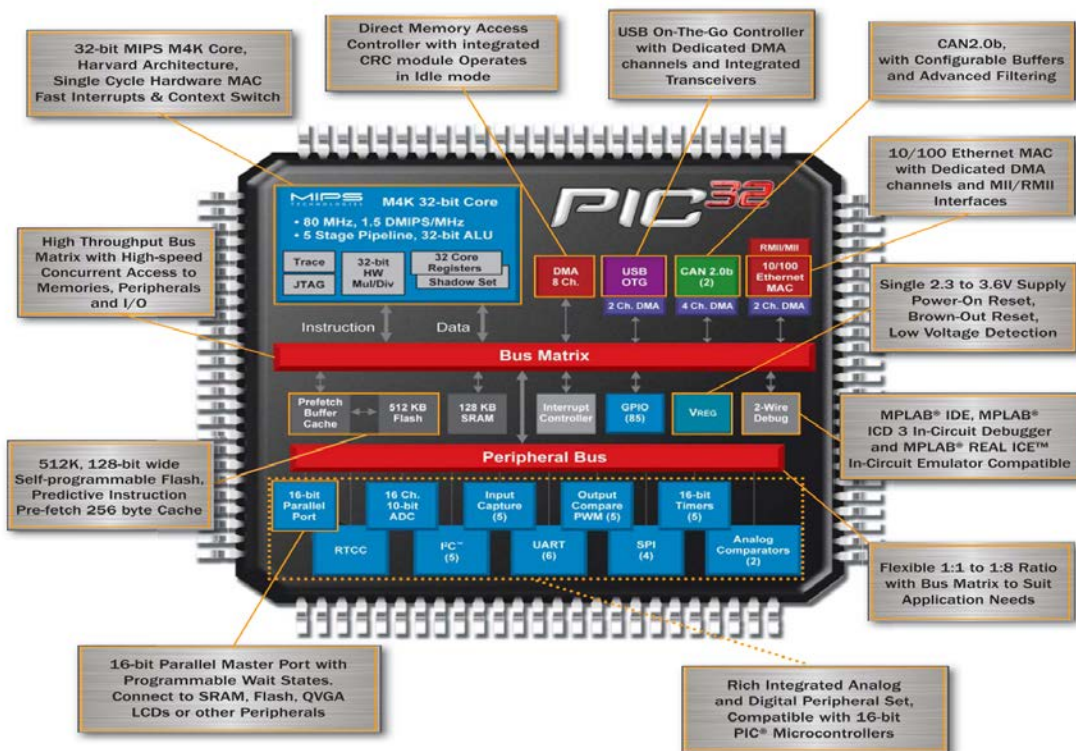 32-bit MIPS M4K Core,
Harvard Architecture,
Single Cycle Hardware MAC
Fast Interrupts & Context Switch
Direct Memory Access
Controller with integrated
CRC module Operates
in Idle mode
USB On-The-Go Controller
with Dedicated DMA
channels and Integrated
Transceivers
CAN2.0b,
with Configurable Buffers
and Advanced Filtering
10/100 Ethernet MAC
with Dedicated DMA
channels and MII/RMII
Interfaces
High Throughput Bus
Matrix with High-speed
Concurrent Access to
Memories, Peripherals
and I/O
MIPS
TECHNOLOGIES
M4K 32-bit Core
• 80 MHz, 1.5 DMIPS/MHz
• 5 Stage Pipeline, 32-bit ALU
Trace
JTAG
32-bit
HW
Mul/Div
32 Core
Registers
Shadow Set
PIC32
DMA
8 Ch.
USB
OTG
2 Ch. DMA
CAN 2.0b
(2)
4 Ch. DMA
RMII/MII
10/100
Ethernet
MAC
2 Ch. DMA
Single 2.3 to 3.6V Supply
Power-On Reset,
Brown-Out Reset,
Low Voltage Detection
Instruction
Data
Bus Matrix
Prefetch
Buffer
Cache
512 KB
Flash
128 KB
SRAM
Interrupt
Controller
GPIO
(85)
VREG
2-Wire
Debug
MPLAB® IDE, MPLAB®
ICD 3 In-Circuit Debugger
and MPLAB® REAL ICE™
In-Circuit Emulator Compatible
512K, 128-bit wide
Self-programmable Flash,
Predictive Instruction
Pre-fetch 256 byte Cache
Peripheral Bus
16-bit
Parallel
Port
16 Ch.
10-bit
ADC
Input
Capture
(5)
Output
Compare
PWM (5)
16-bit
Timers
(5)
RTCC
I²C™
(5)
UART
(6)
SPI
(4)
Analog
Comparators
(2)
Flexible 1:1 to 1:8 Ratio
with Bus Matrix to Suit
Application Needs
16-bit Parallel Master Port with
Programmable Wait States.
Connect to SRAM, Flash, QVGA
LCDs or other Peripherals
Rich Integrated Analog
and Digital Peripheral Set,
Compatible with 16-bit
PIC® Microcontrollers